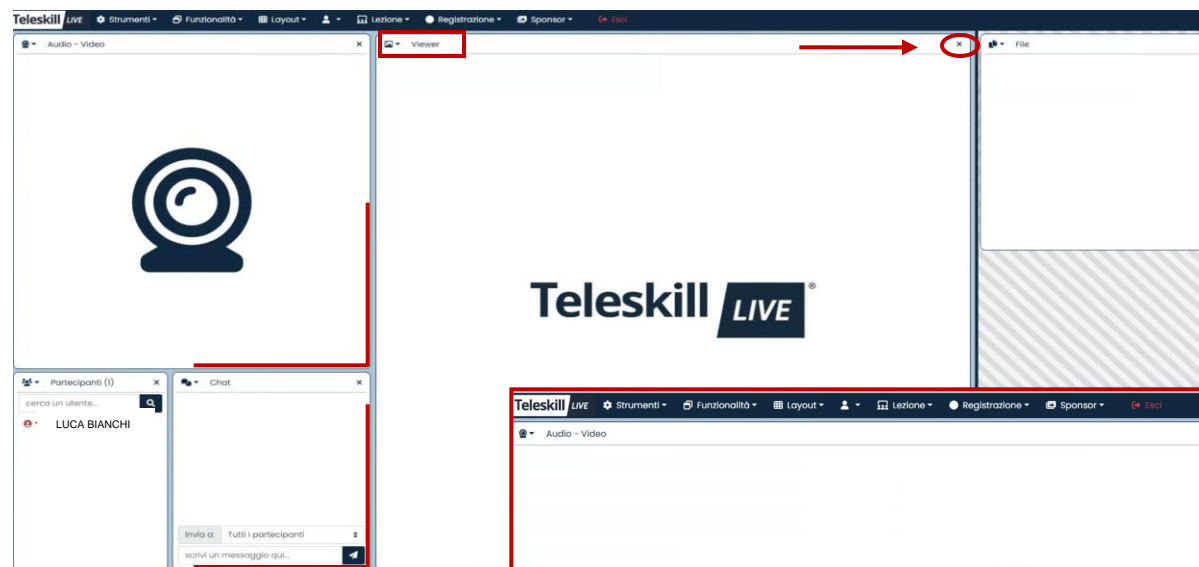 Teleskill LIVE Strumenti Funzionalità Layout Lezione Registrazione Sponsor Esci
Audio - Video
Viewer
File
Teleskill LIVE ®
Partecipanti (1)
cerca un utente...
LUCA BIANCHI
Chat
Invia a: Tutti i partecipanti
scrivi un messaggio qui...
Teleskill LIVE Strumenti Funzionalità Layout Lezione Registrazione Sponsor Esci
Audio - Video